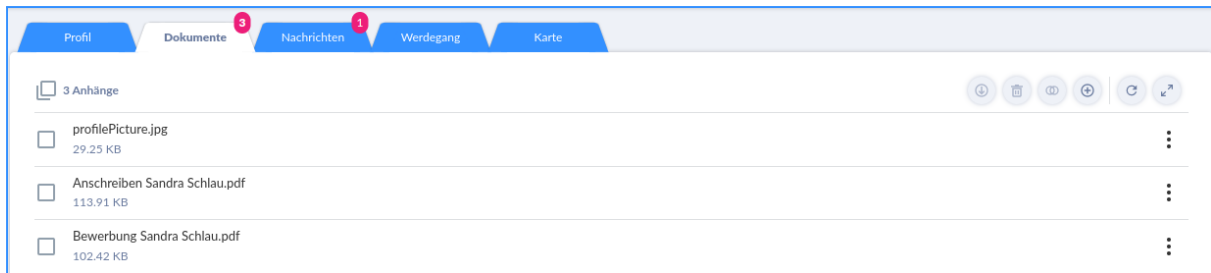 Profil
Dokumente
3
Nachrichten
1
Werdegang
Karte
3 Anhänge
profilePicture.jpg
29.25 KB
Anschreiben Sandra Schlau.pdf
113.91 KB
Bewerbung Sandra Schlau.pdf
102.42 KB